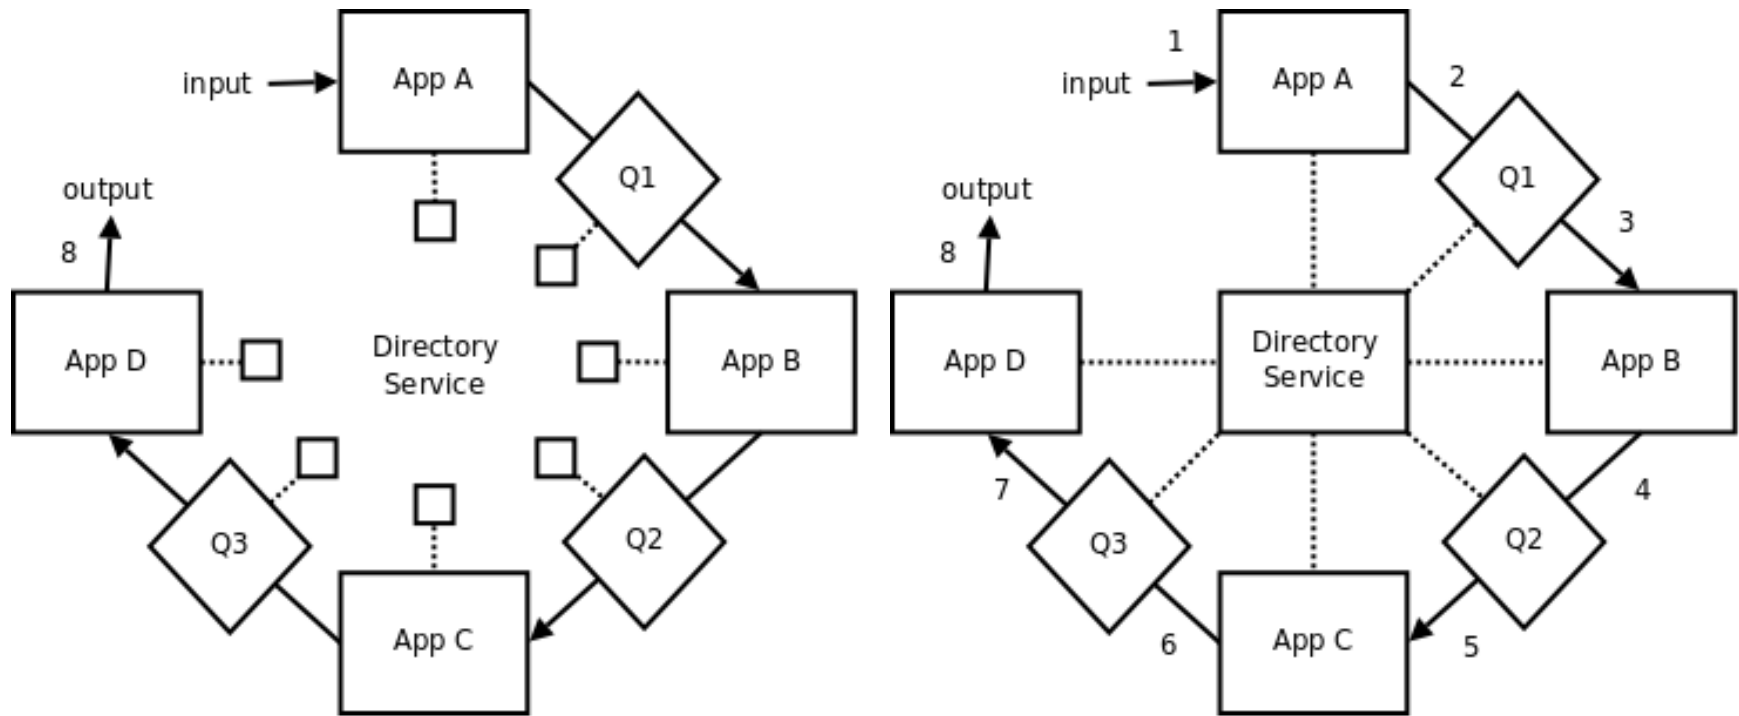 App A
input
Q1
output
8
App D
Directory
Service
App B
Q3
Q2
App C
1
App A
input
2
Q1
output
3
8
App D
Directory
Service
App B
7
4
Q3
Q2
6
App C
5